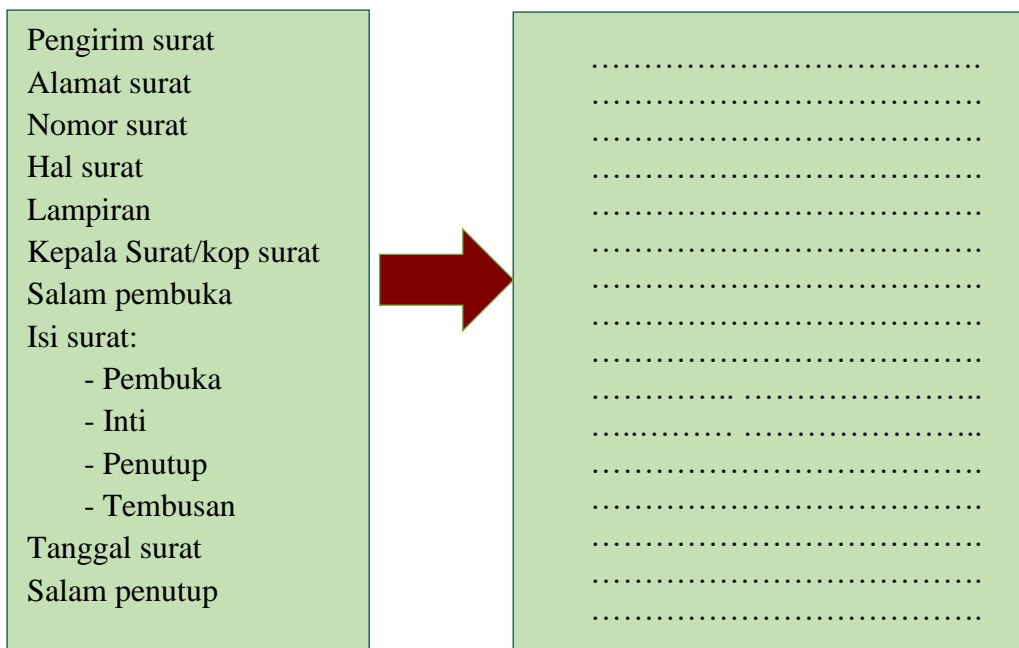 Pengirim surat
Alamat surat
Nomor surat
Hal surat
Lampiran
Kepala Surat/kop surat
Salam pembuka
Isi surat:
- Pembuka
- Inti
- Penutup
- Tembusan
Tanggal surat
Salam penutup
………………………………….
………………………………….
………………………………….
………………………………….
………………………………….
………………………………….
………………………………….
………………………………….
………………………………….
………….. …………………..
…..……… …………………..
………………………………….
………………………………….
………………………………….
………………………………….
………………………………….